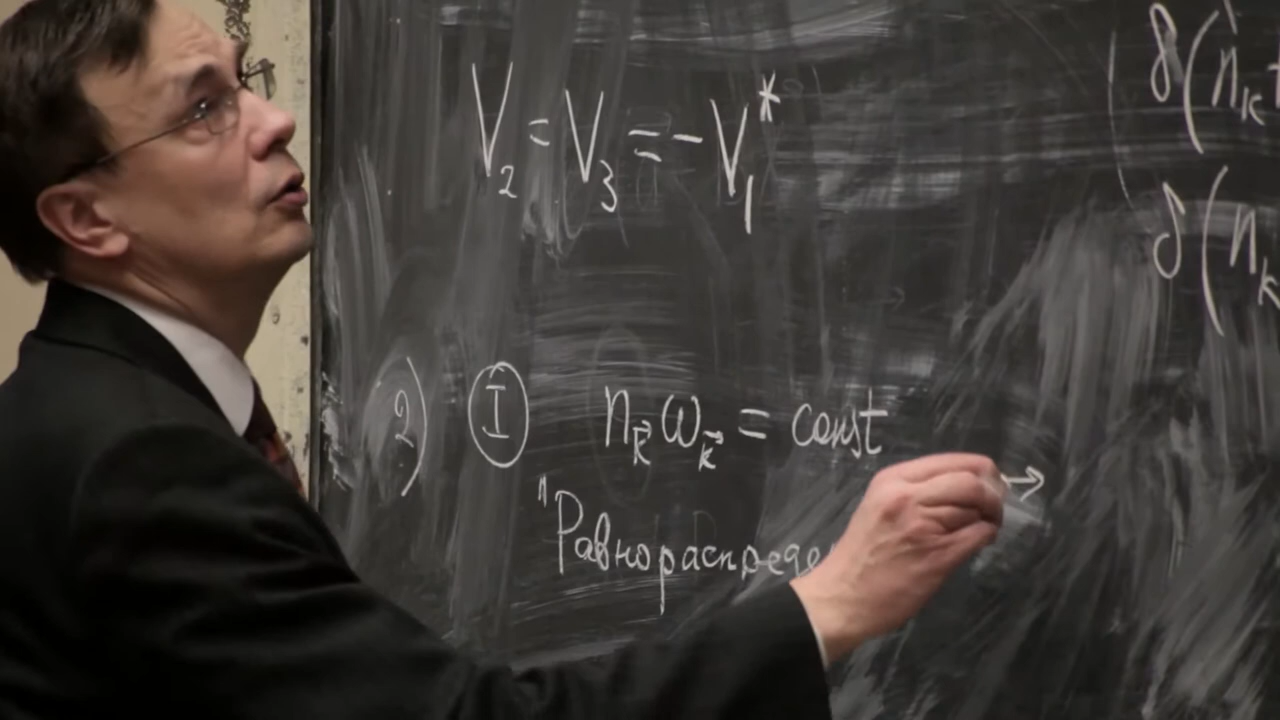 V₂ = V₃ = -V₁*
δ(n_k
δ(n_k
2) I n_k⃗ ω_k⃗ = const
→
"Равнораспреде